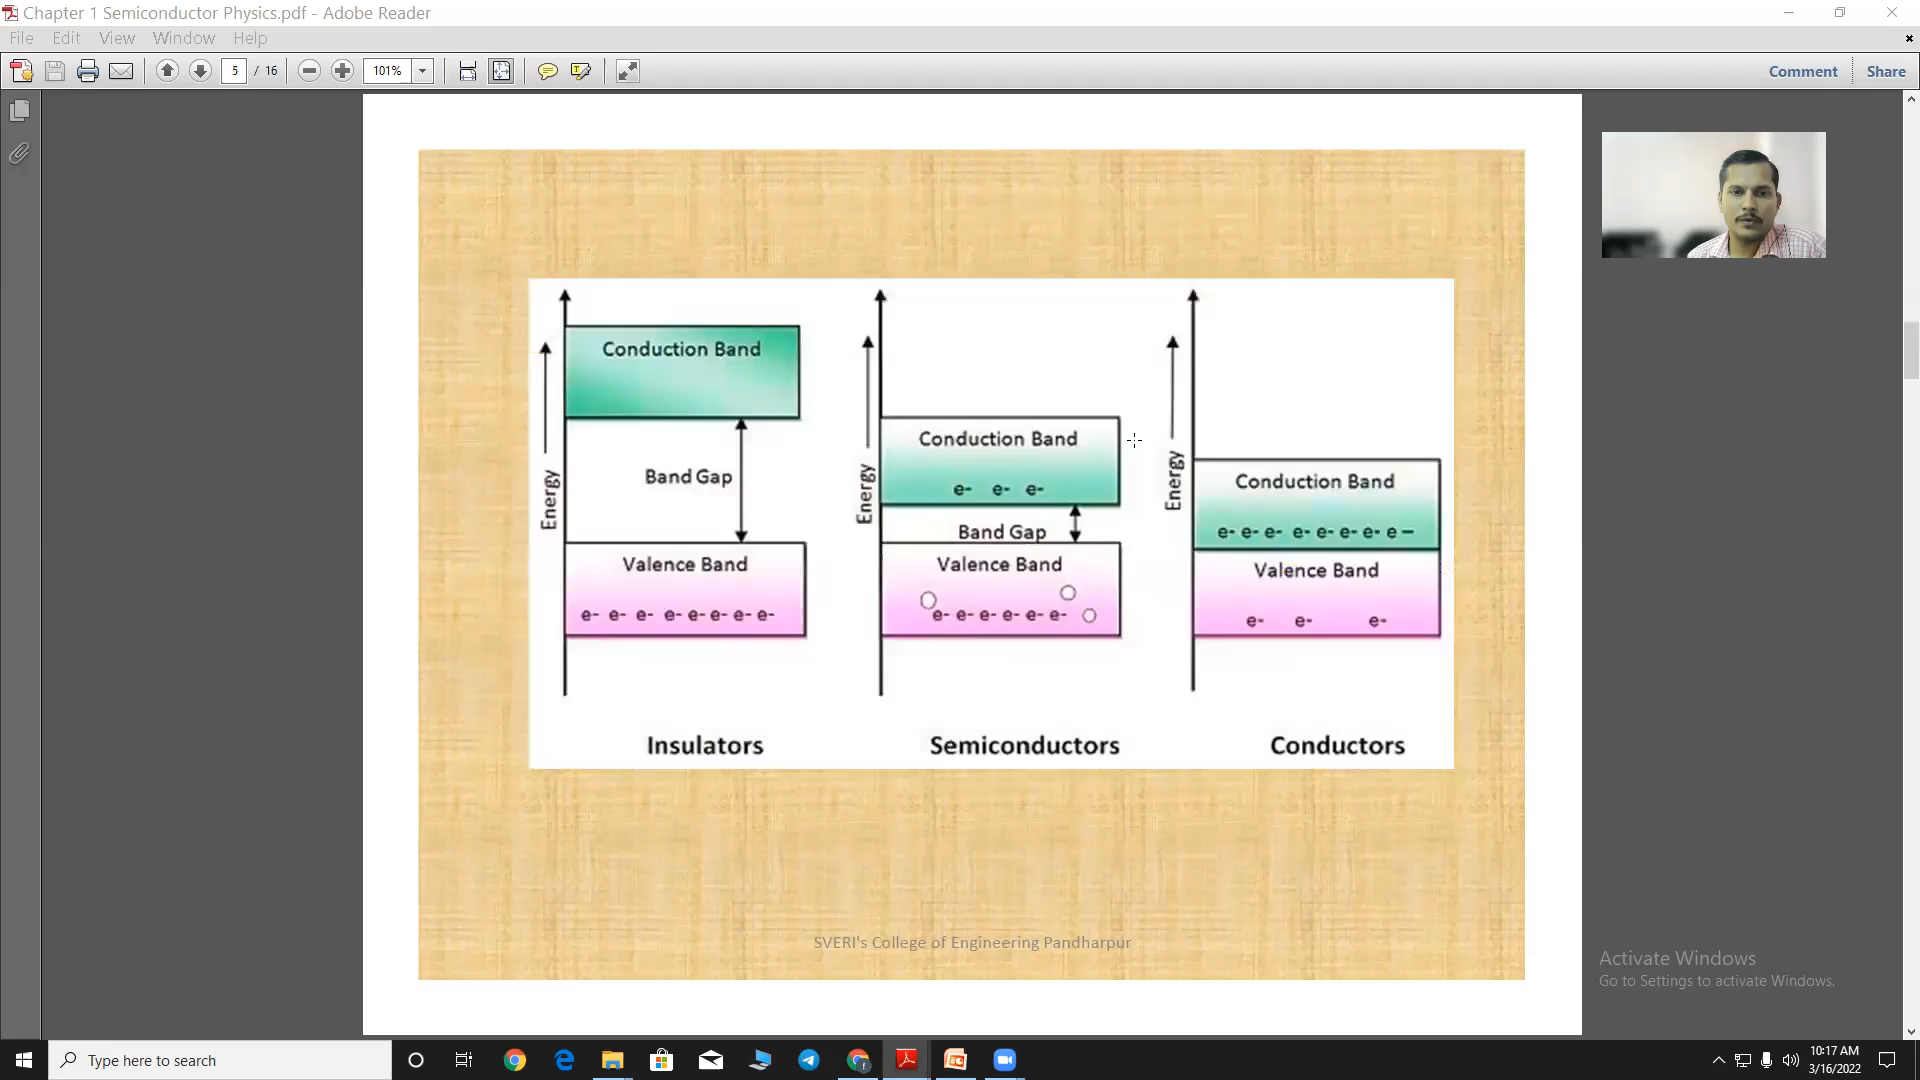 Chapter 1 Semiconductor Physics.pdf - Adobe Reader
File Edit View Window Help
5 / 16 101% Comment Share
Conduction Band
Band Gap
Energy
Valence Band
e- e- e- e- e- e- e- e-
Insulators
Conduction Band
e- e- e-
Band Gap
Energy
Valence Band
e- e- e- e- e- e-
Semiconductors
Energy
Conduction Band
e- e- e- e- e- e- e- e –
Valence Band
e- e- e-
Conductors
SVERI's College of Engineering Pandharpur
Activate Windows
Go to Settings to activate Windows.
Type here to search
10:17 AM
3/16/2022